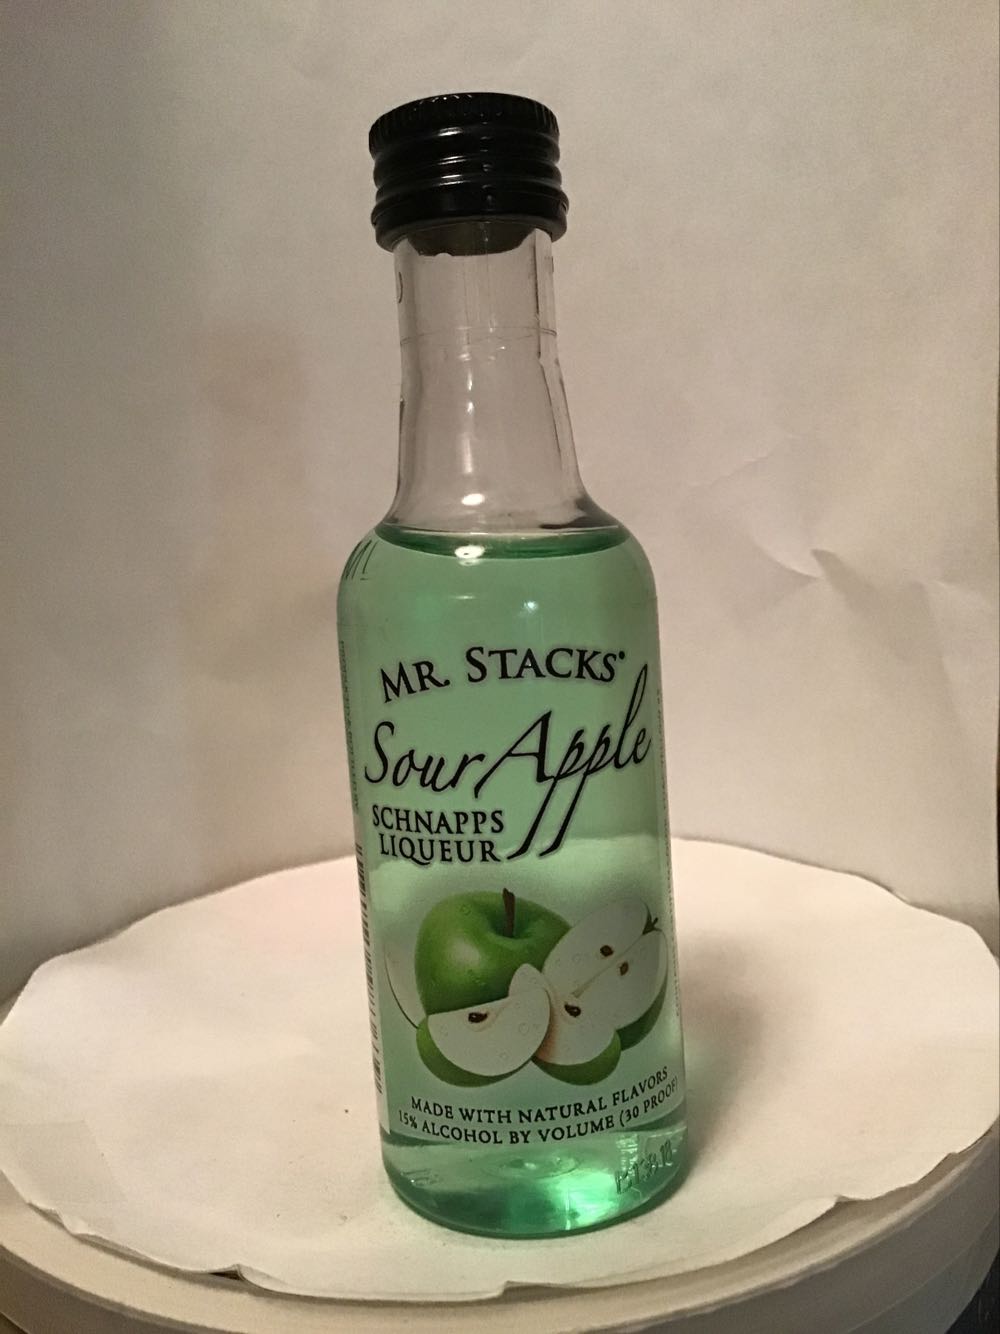 MR. STACKS
Sour Apple
SCHNAPPS
LIQUEUR
MADE WITH NATURAL FLAVORS
15% ALCOHOL BY VOLUME (30 PROOF)